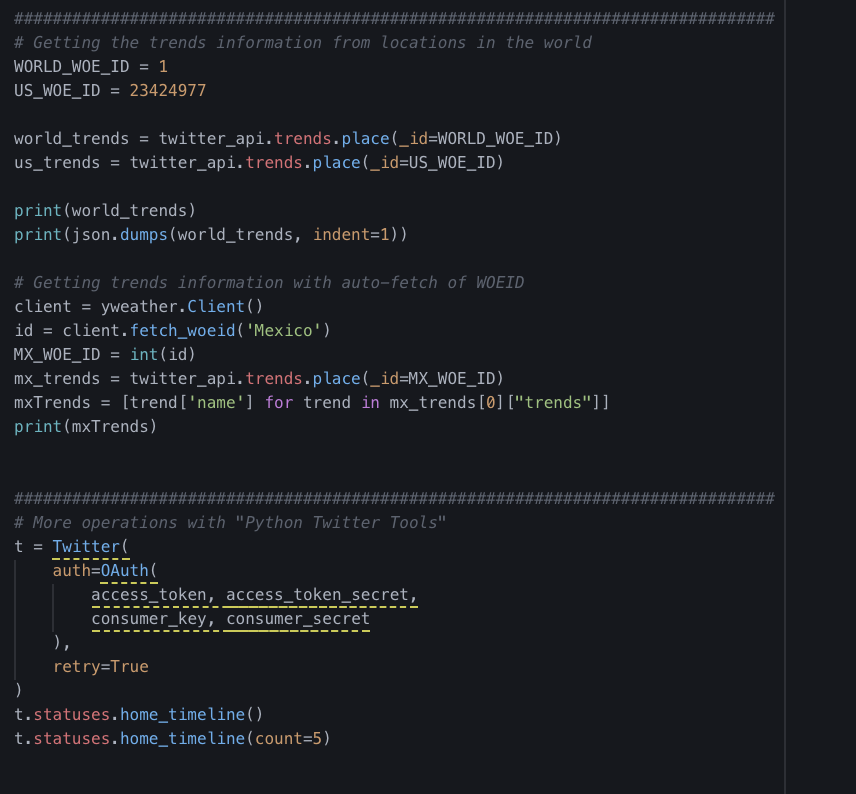 ###############################################################################
# Getting the trends information from locations in the world
WORLD_WOE_ID = 1
US_WOE_ID = 23424977

world_trends = twitter_api.trends.place(_id=WORLD_WOE_ID)
us_trends = twitter_api.trends.place(_id=US_WOE_ID)

print(world_trends)
print(json.dumps(world_trends, indent=1))

# Getting trends information with auto-fetch of WOEID
client = yweather.Client()
id = client.fetch_woeid('Mexico')
MX_WOE_ID = int(id)
mx_trends = twitter_api.trends.place(_id=MX_WOE_ID)
mxTrends = [trend['name'] for trend in mx_trends[0]["trends"]]
print(mxTrends)


###############################################################################
# More operations with "Python Twitter Tools"
t = Twitter(
    auth=OAuth(
        access_token, access_token_secret,
        consumer_key, consumer_secret
    ),
    retry=True
)
t.statuses.home_timeline()
t.statuses.home_timeline(count=5)